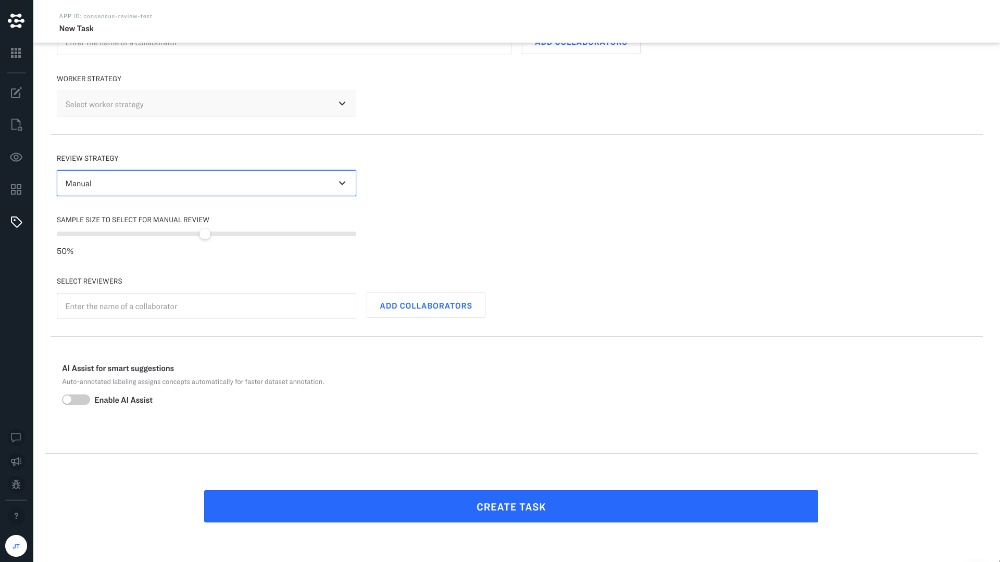 APP ID: consensus-review-test
New Task
Enter the name of a collaborator
ADD COLLABORATORS
WORKER STRATEGY
Select worker strategy
REVIEW STRATEGY
Manual
SAMPLE SIZE TO SELECT FOR MANUAL REVIEW
50%
SELECT REVIEWERS
Enter the name of a collaborator
ADD COLLABORATORS
AI Assist for smart suggestions
Auto-annotated labeling assigns concepts automatically for faster dataset annotation.
Enable AI Assist
CREATE TASK
?
JT